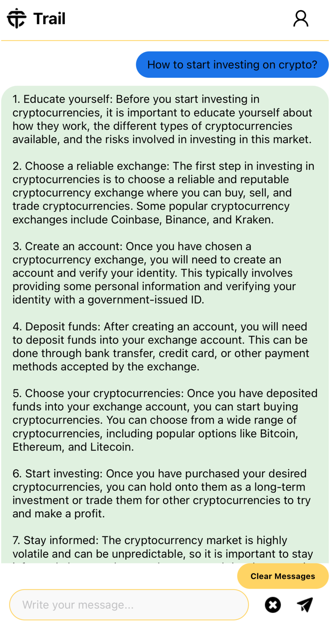 Trail
How to start investing on crypto?
1. Educate yourself: Before you start investing in
cryptocurrencies, it is important to educate yourself about
how they work, the different types of cryptocurrencies
available, and the risks involved in investing in this market.
2. Choose a reliable exchange: The first step in investing in
cryptocurrencies is to choose a reliable and reputable
cryptocurrency exchange where you can buy, sell, and
trade cryptocurrencies. Some popular cryptocurrency
exchanges include Coinbase, Binance, and Kraken.
3. Create an account: Once you have chosen a
cryptocurrency exchange, you will need to create an
account and verify your identity. This typically involves
providing some personal information and verifying your
identity with a government-issued ID.
4. Deposit funds: After creating an account, you will need
to deposit funds into your exchange account. This can be
done through bank transfer, credit card, or other payment
methods accepted by the exchange.
5. Choose your cryptocurrencies: Once you have deposited
funds into your exchange account, you can start buying
cryptocurrencies. You can choose from a wide range of
cryptocurrencies, including popular options like Bitcoin,
Ethereum, and Litecoin.
6. Start investing: Once you have purchased your desired
cryptocurrencies, you can hold onto them as a long-term
investment or trade them for other cryptocurrencies to try
and make a profit.
7. Stay informed: The cryptocurrency market is highly
volatile and can be unpredictable, so it is important to stay
Clear Messages
Write your message...